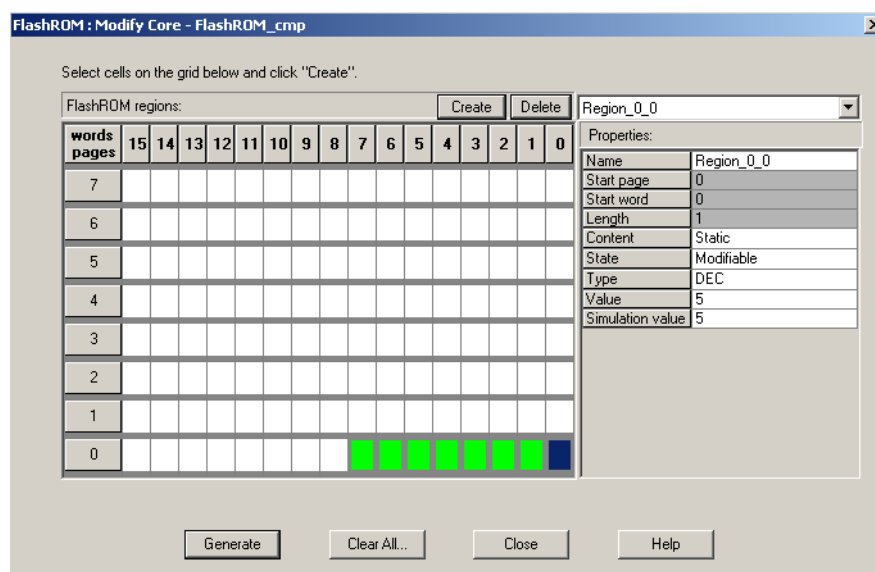 FlashROM : Modify Core - FlashROM_cmp
Select cells on the grid below and click "Create".
FlashROM regions:
Create
Delete
Region_0_0
words
pages
15 14 13 12 11 10 9 8 7 6 5 4 3 2 1 0
7
6
5
4
3
2
1
0
Properties:
Name Region_0_0
Start page 0
Start word 0
Length 1
Content Static
State Modifiable
Type DEC
Value 5
Simulation value 5
Generate
Clear All...
Close
Help